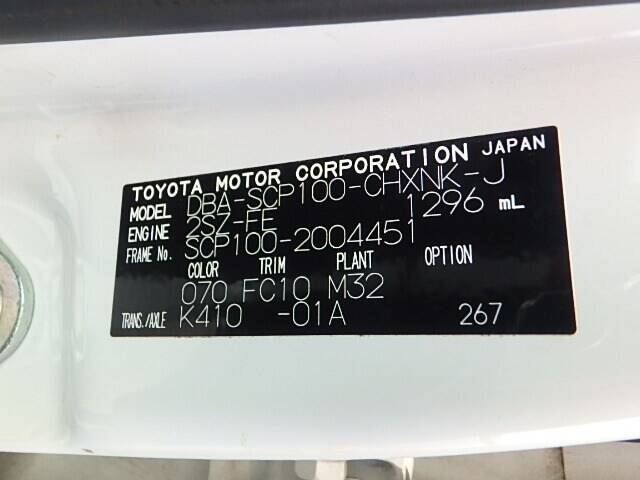 TOYOTA MOTOR CORPORATION JAPAN
MODEL DBA-SCP100-CHXNK-J
ENGINE 2SZ-FE 1296 mL
FRAME No. SCP100-2004451
COLOR TRIM PLANT OPTION
070 FC10 M32
TRANS./AXLE K410 -01A 267